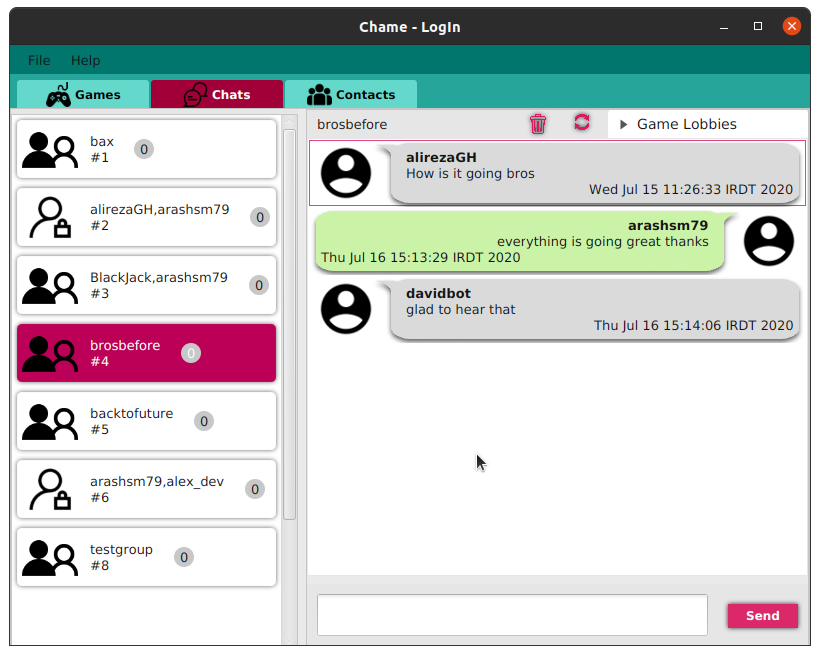 Chame - LogIn
File Help
Games Chats Contacts
bax
#1
0
alirezaGH,arashsm79
#2
0
BlackJack,arashsm79
#3
0
brosbefore
#4
0
backtofuture
#5
0
arashsm79,alex_dev
#6
0
testgroup
#8
0
brosbefore
Game Lobbies
alirezaGH
How is it going bros
Wed Jul 15 11:26:33 IRDT 2020
arashsm79
everything is going great thanks
Thu Jul 16 15:13:29 IRDT 2020
davidbot
glad to hear that
Thu Jul 16 15:14:06 IRDT 2020
Send